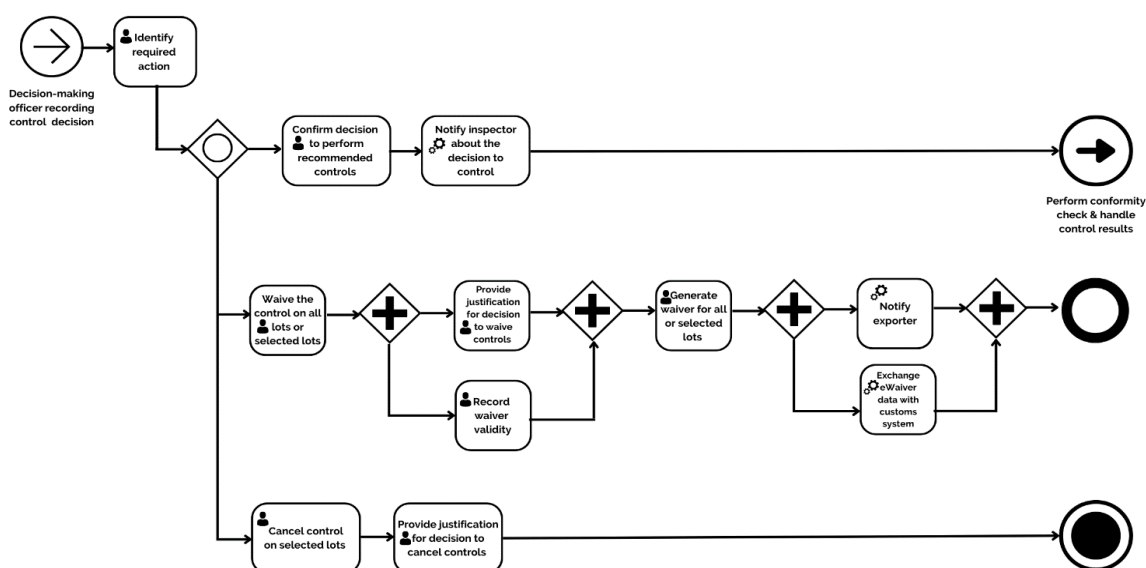 Identify
required
action
Decision-making
officer recording
control decision
Confirm decision
to perform
recommended
controls
Notify inspector
about the
decision to
control
Perform conformity
check & handle
control results
Waive the
control on all
lots or
selected lots
Provide
justification for
decision to waive
controls
Record
waiver
validity
Generate
waiver for all
or selected
lots
Notify
exporter
Exchange
eWaiver
data with
customs
system
Cancel control
on selected lots
Provide justification
for decision to
cancel controls